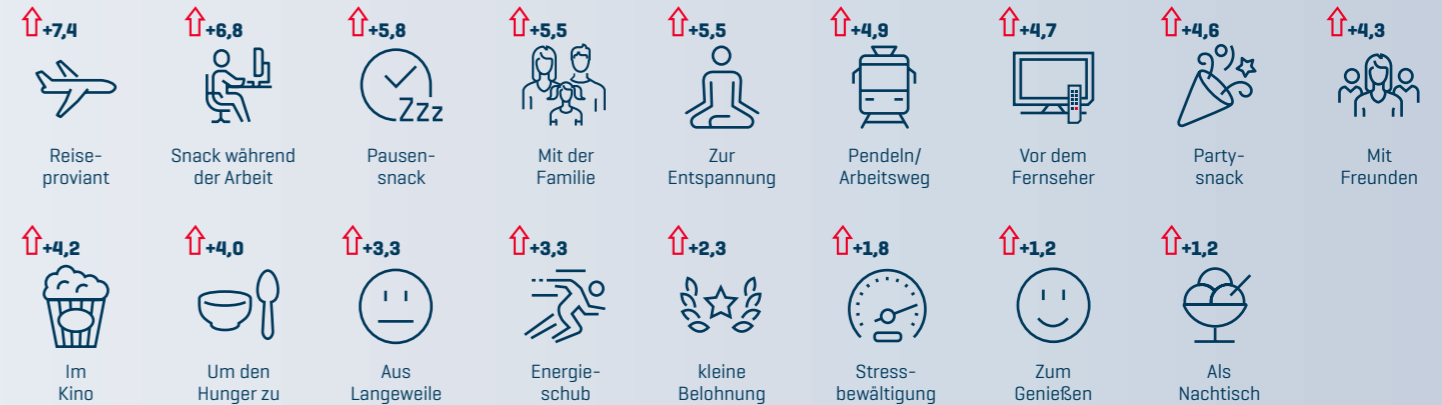 +7,4
+6,8
+5,8
+5,5
+5,5
+4,9
+4,7
+4,6
+4,3
Zzz
Reise-
proviant
Snack während
der Arbeit
Pausen-
snack
Mit der
Familie
Zur
Entspannung
Pendeln/
Arbeitsweg
Vor dem
Fernseher
Party-
snack
Mit
Freunden
+4,2
+4,0
+3,3
+3,3
+2,3
+1,8
+1,2
+1,2
Im
Kino
Um den
Hunger zu
Aus
Langeweile
Energie-
schub
kleine
Belohnung
Stress-
bewältigung
Zum
Genießen
Als
Nachtisch